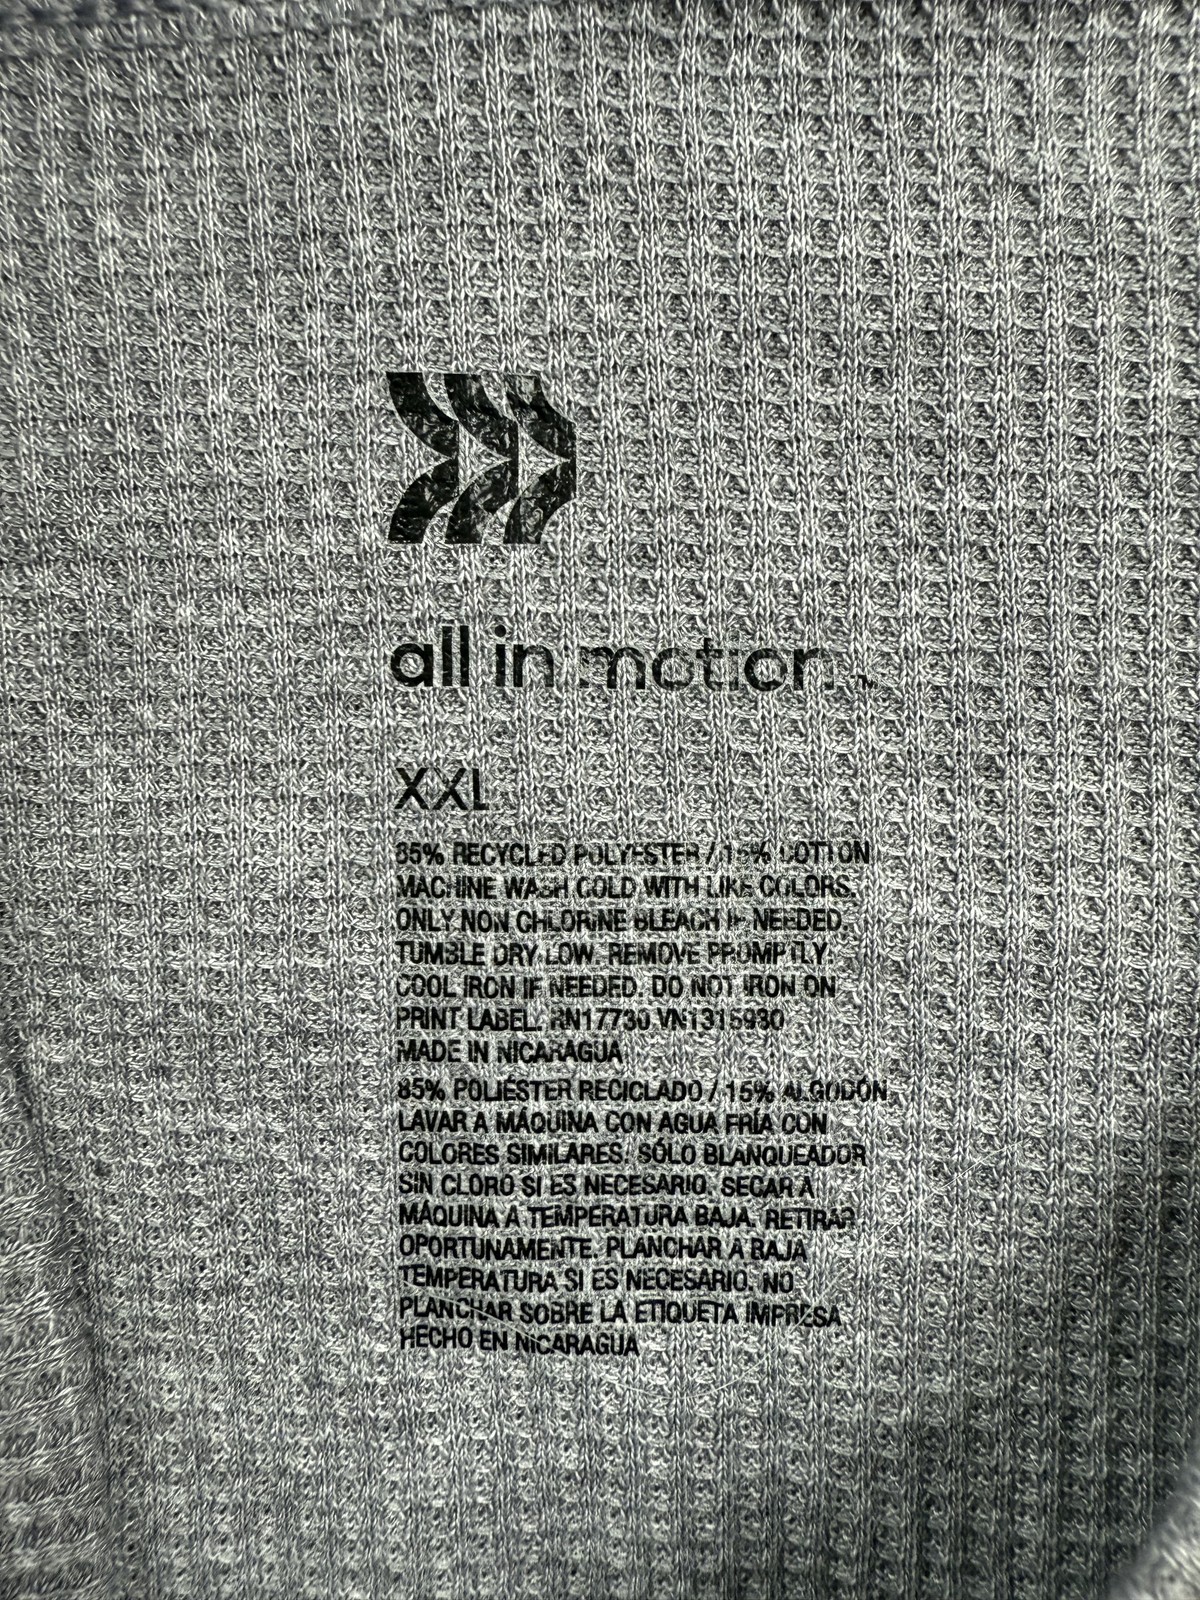 all in motion™
XXL
85% RECYCLED POLYESTER / 15% COTTON
MACHINE WASH COLD WITH LIKE COLORS.
ONLY NON CHLORINE BLEACH IF NEEDED.
TUMBLE DRY LOW. REMOVE PROMPTLY.
COOL IRON IF NEEDED. DO NOT IRON ON
PRINT LABEL. RN17730 VN1315930
MADE IN NICARAGUA
85% POLIÉSTER RECICLADO / 15% ALGODÓN
LAVAR A MÁQUINA CON AGUA FRÍA CON
COLORES SIMILARES. SÓLO BLANQUEADOR
SIN CLORO SI ES NECESARIO. SECAR A
MÁQUINA A TEMPERATURA BAJA. RETIRAR
OPORTUNAMENTE. PLANCHAR A BAJA
TEMPERATURA SI ES NECESARIO. NO
PLANCHAR SOBRE LA ETIQUETA IMPRESA
HECHO EN NICARAGUA